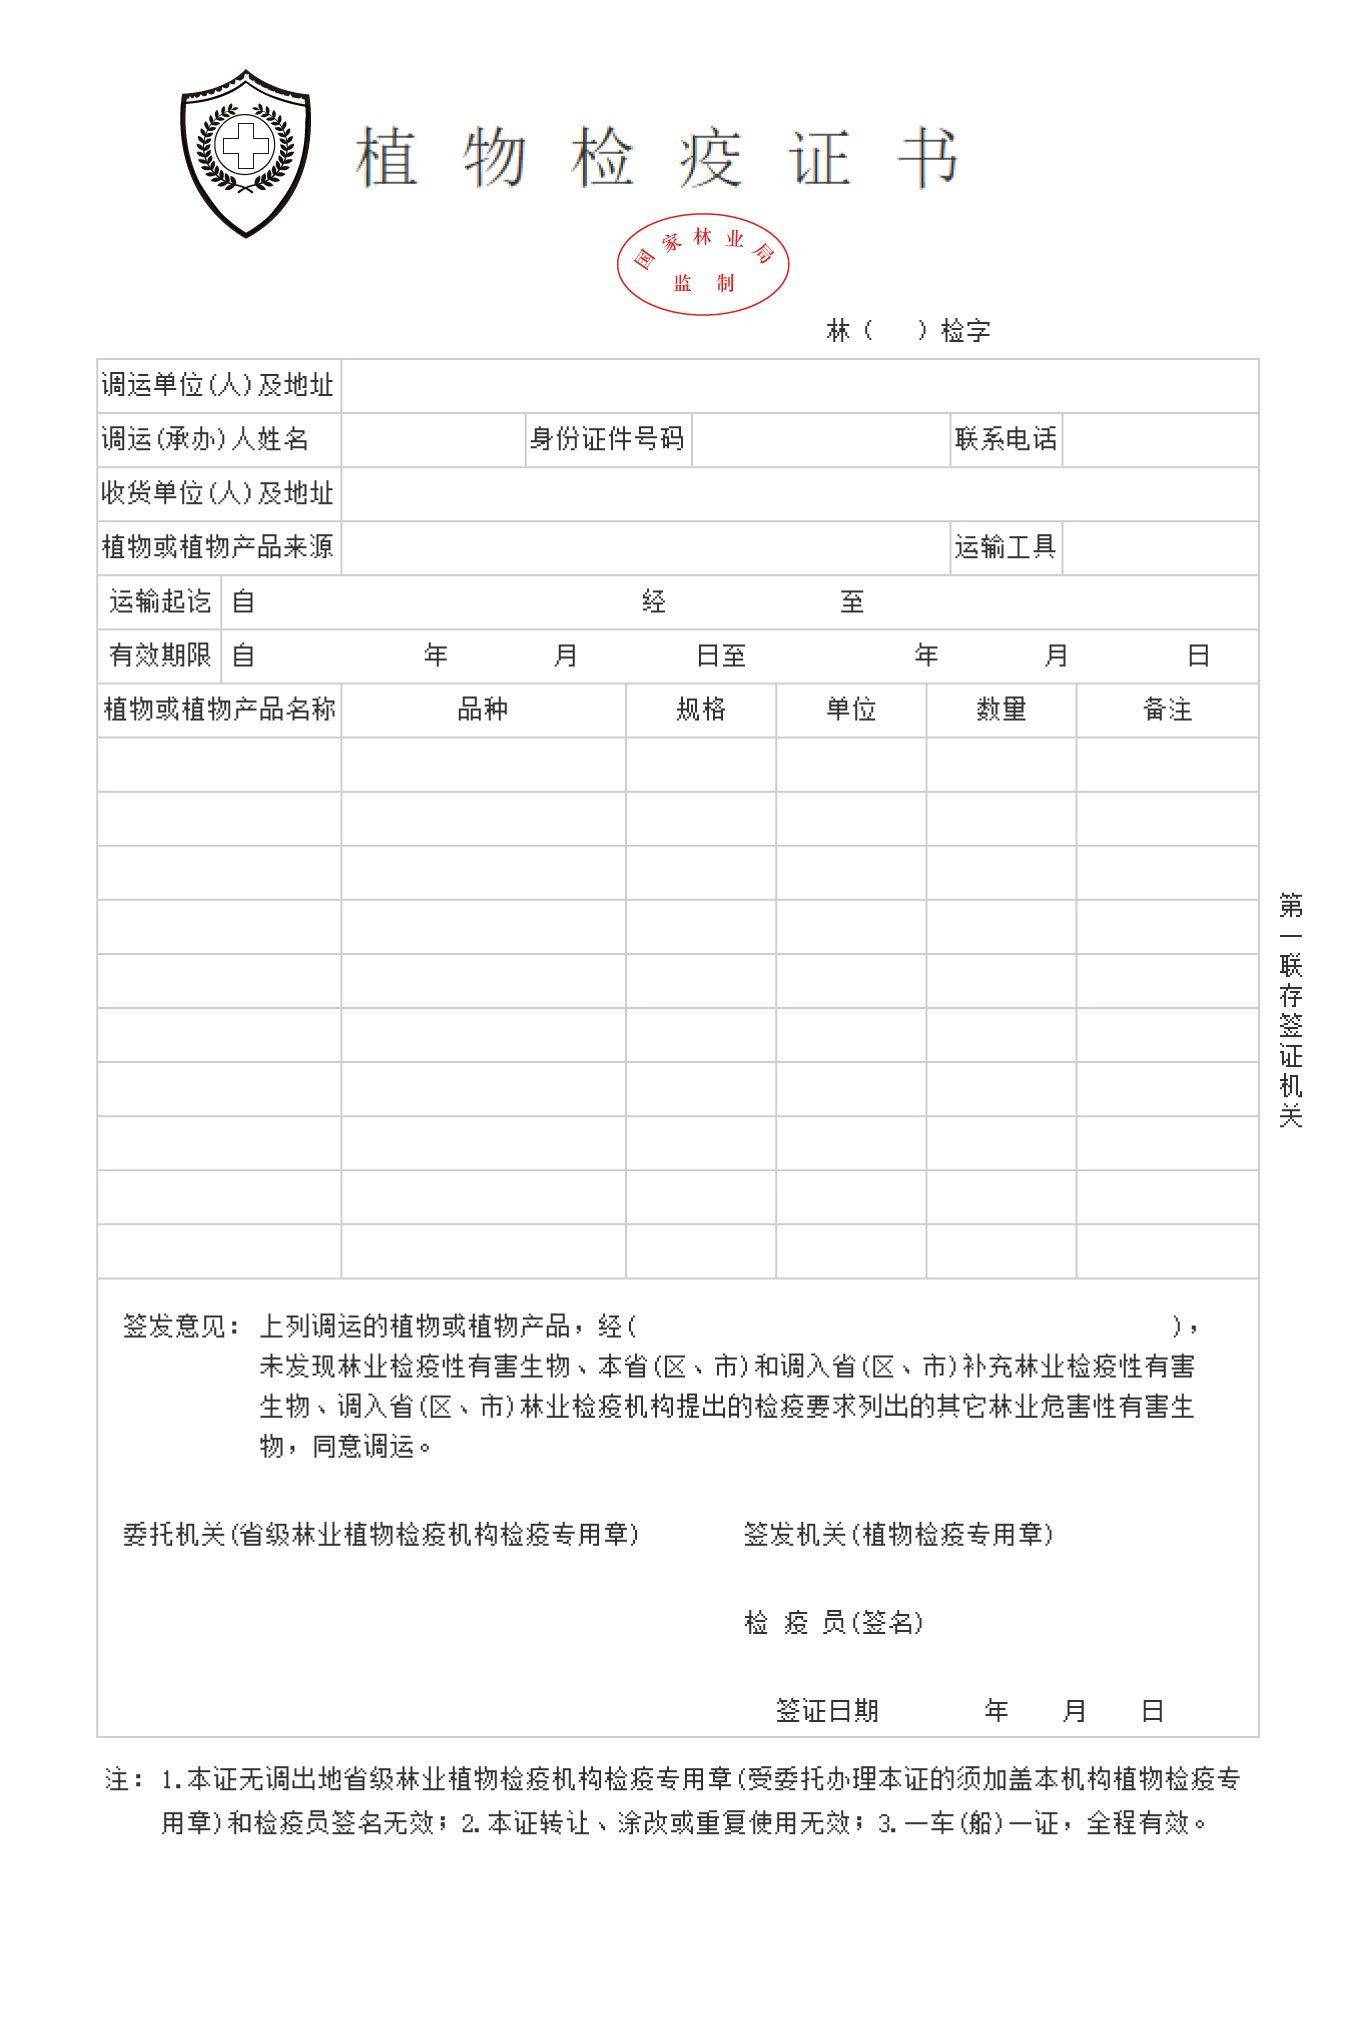 植物检疫证书
国家林业局
监制
林（ ）检字
调运单位(人)及地址
调运(承办)人姓名 身份证件号码 联系电话
收货单位(人)及地址
植物或植物产品来源 运输工具
运输起讫 自 经 至
有效期限 自 年 月 日至 年 月 日
植物或植物产品名称 品种 规格 单位 数量 备注
第一联存签证机关
签发意见：上列调运的植物或植物产品，经( )，
未发现林业检疫性有害生物、本省(区、市)和调入省(区、市)补充林业检疫性有害
生物、调入省(区、市)林业检疫机构提出的检疫要求列出的其它林业危害性有害生
物，同意调运。
委托机关(省级林业植物检疫机构检疫专用章) 签发机关(植物检疫专用章)
检 疫 员(签名)
签证日期 年 月 日
注：1.本证无调出地省级林业植物检疫机构检疫专用章(受委托办理本证的须加盖本机构植物检疫专
用章)和检疫员签名无效；2.本证转让、涂改或重复使用无效；3.一车(船)一证，全程有效。